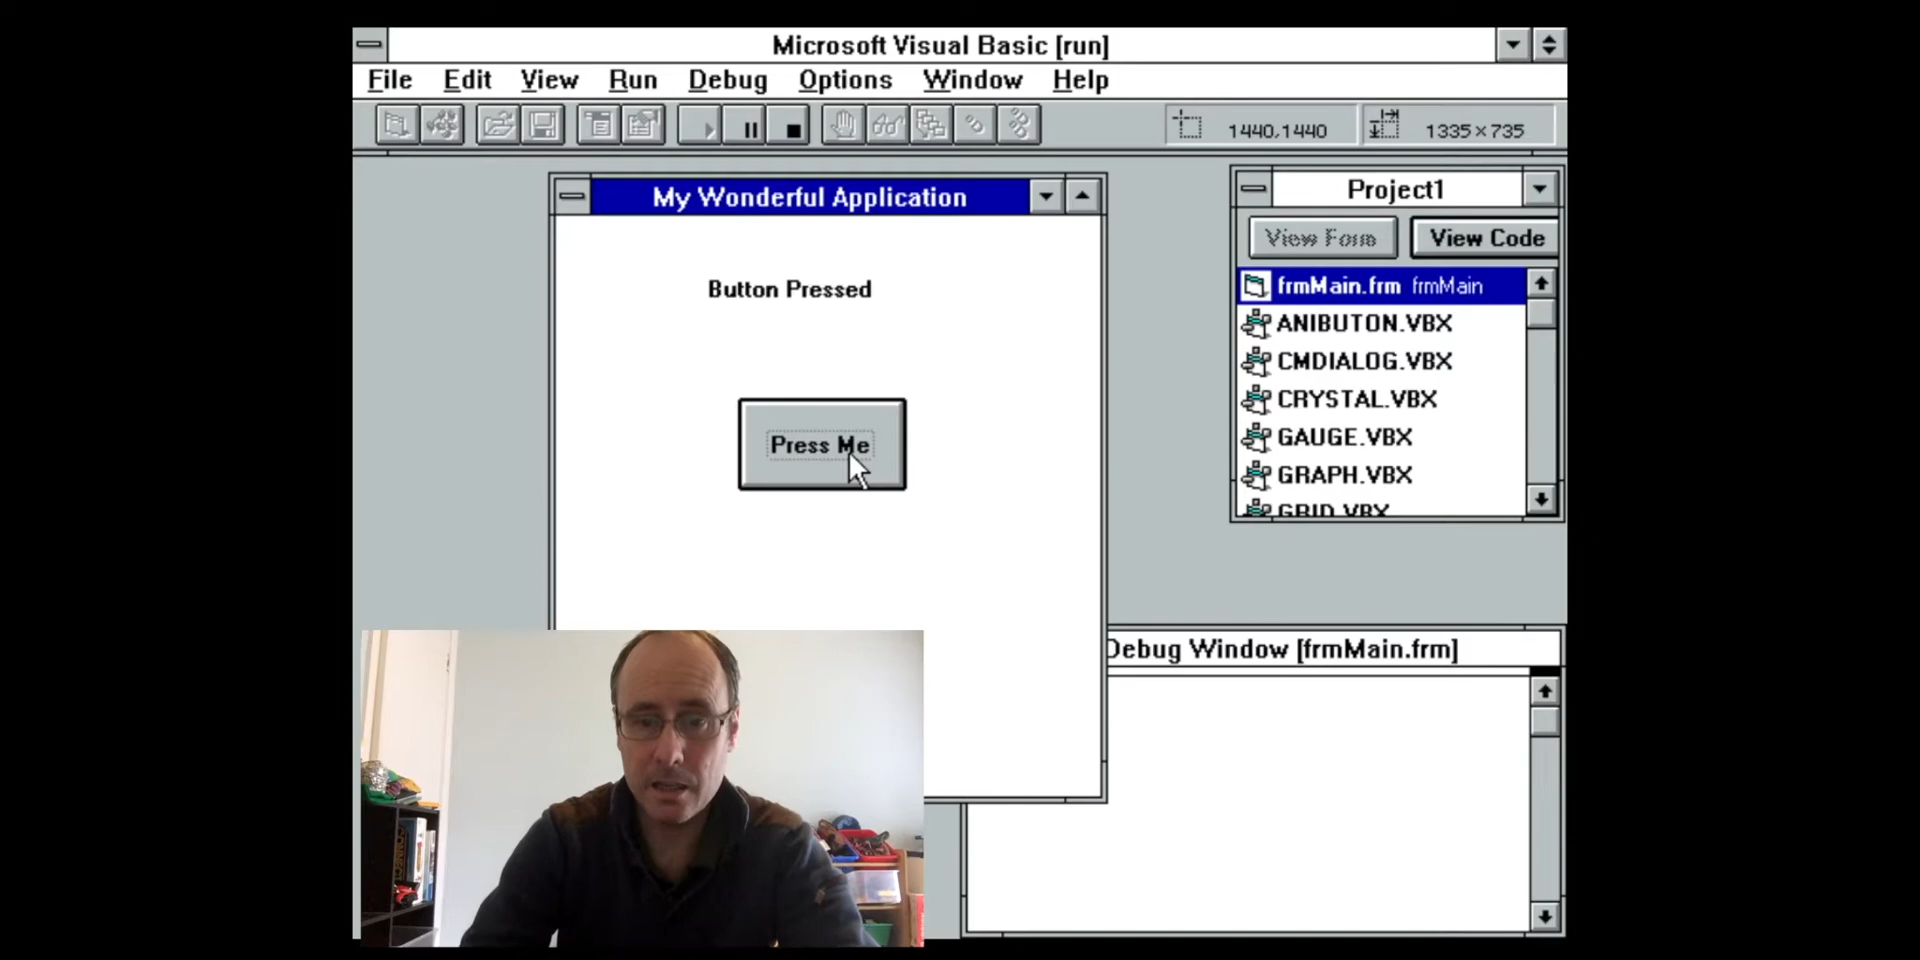 Microsoft Visual Basic [run]
File Edit View Run Debug Options Window Help
1440,1440 1335×735
My Wonderful Application
Button Pressed
Press Me
Project1
View Form View Code
frmMain.frm frmMain
ANIBUTON.VBX
CMDIALOG.VBX
CRYSTAL.VBX
GAUGE.VBX
GRAPH.VBX
GRID.VBX
Debug Window [frmMain.frm]